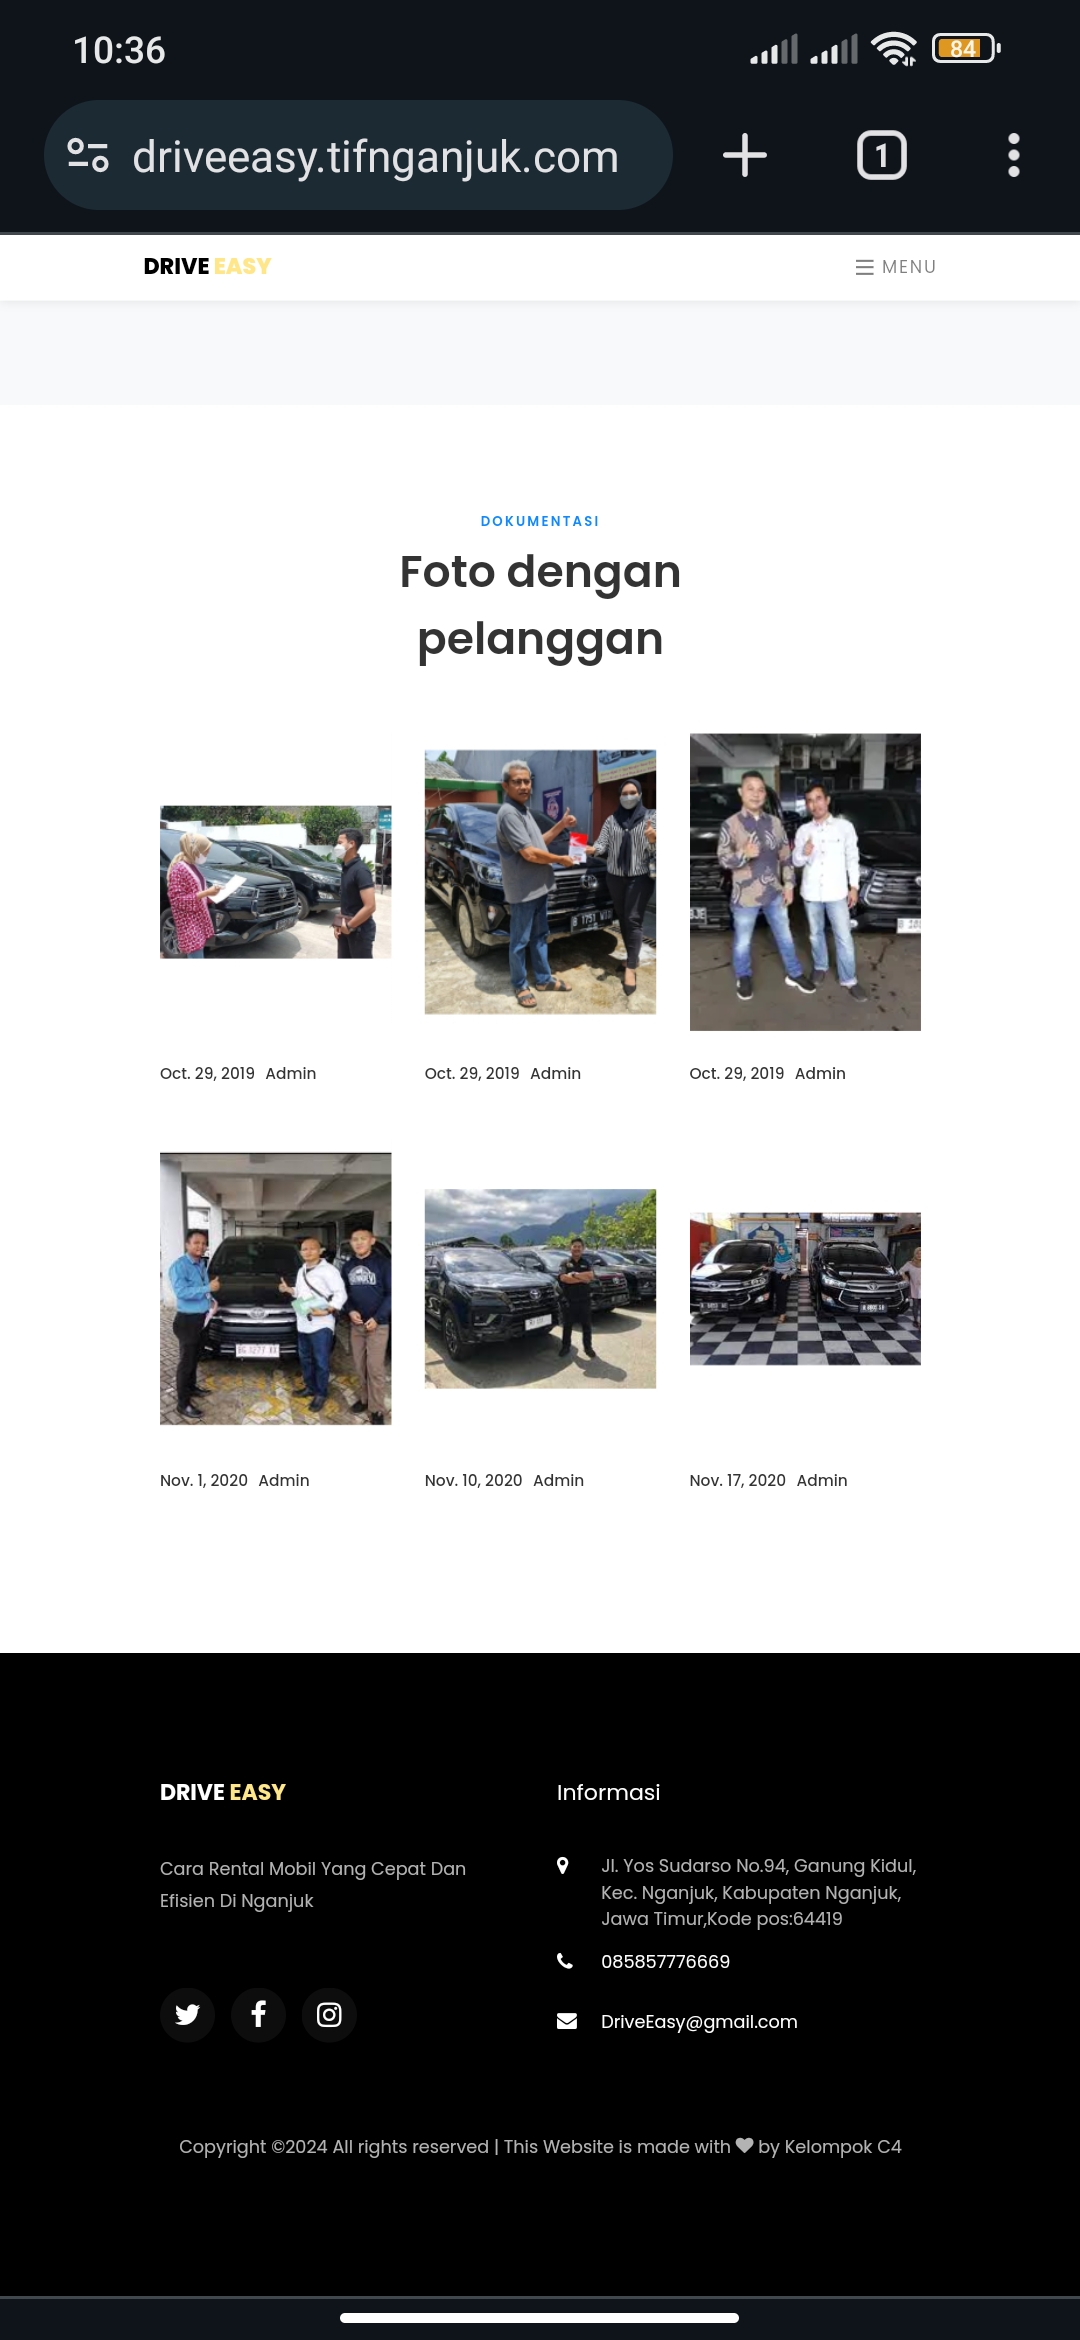 10:36
84
driveeasy.tifnganjuk.com
1
DRIVE EASY
MENU
DOKUMENTASI
Foto dengan
pelanggan
Oct. 29, 2019 Admin
Oct. 29, 2019 Admin
Oct. 29, 2019 Admin
BG 1277 XX
Nov. 1, 2020 Admin
Nov. 10, 2020 Admin
Nov. 17, 2020 Admin
DRIVE EASY
Cara Rental Mobil Yang Cepat Dan
Efisien Di Nganjuk
Informasi
Jl. Yos Sudarso No.94, Ganung Kidul,
Kec. Nganjuk, Kabupaten Nganjuk,
Jawa Timur,Kode pos:64419
085857776669
DriveEasy@gmail.com
Copyright ©2024 All rights reserved | This Website is made with ♥ by Kelompok C4